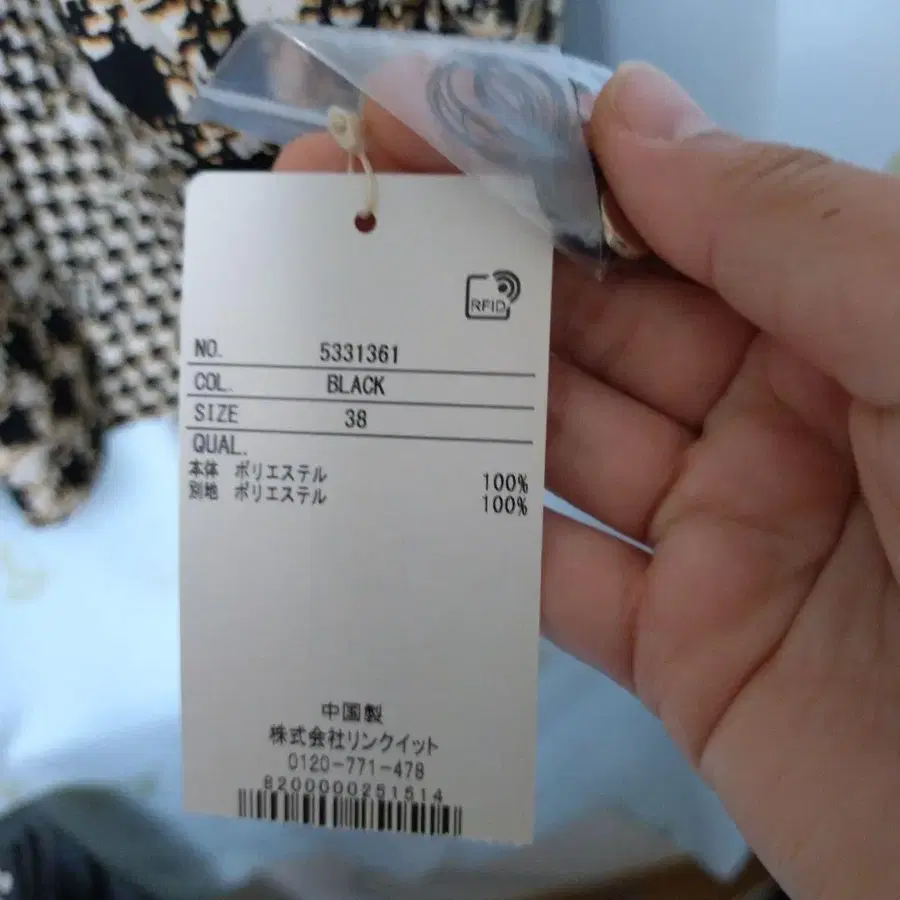 RFID
NO. 5331361
COL. BLACK
SIZE 38
QUAL.
本体 ポリエステル 100%
別地 ポリエステル 100%
中国製
株式会社リンクイット
0120-771-478
8200000251514